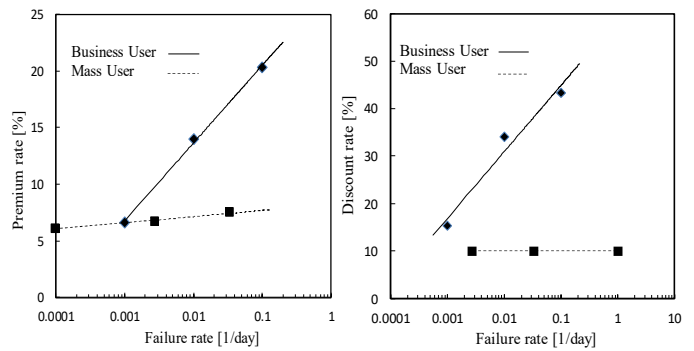 25
20
15
10
5
0
Premium rate [%]
Business User
Mass User
0.0001 0.001 0.01 0.1 1
Failure rate [1/day]
60
50
40
30
20
10
0
Discount rate [%]
Business User
Mass User
0.0001 0.001 0.01 0.1 1 10
Failure rate [1/day]